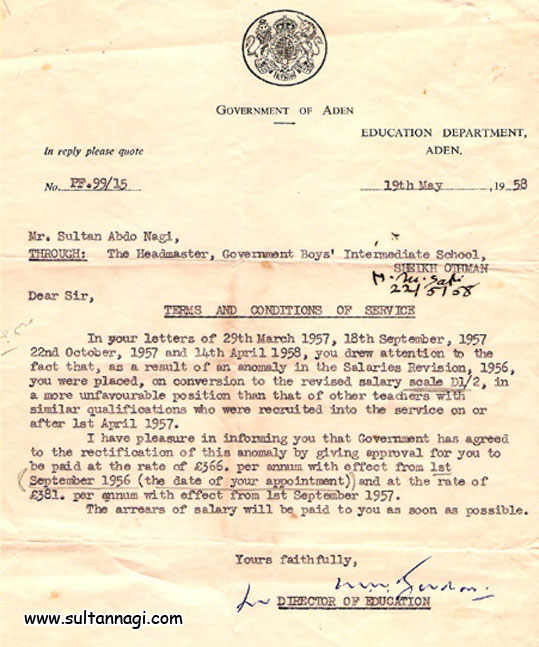 GOVERNMENT OF ADEN
EDUCATION DEPARTMENT,
ADEN.
In reply please quote
No. PF.99/15
19th May ,1958
Mr. Sultan Abdo Nagi,
THROUGH: The Headmaster, Government Boys' Intermediate School,
SHEIKH OTHMAN
22/5/58
Dear Sir,
TERMS AND CONDITIONS OF SERVICE
In your letters of 29th March 1957, 18th September, 1957
22nd October, 1957 and 14th April 1958, you drew attention to the
fact that, as a result of an anomaly in the Salaries Revision, 1956,
you were placed, on conversion to the revised salary scale D1/2, in
a more unfavourable position than that of other teachers with
similar qualifications who were recruited into the service on or
after 1st April 1957.
I have pleasure in informing you that Government has agreed
to the rectification of this anomaly by giving approval for you to
be paid at the rate of £366. per annum with effect from 1st
September 1956 (the date of your appointment) and at the rate of
£381. per annum with effect from 1st September 1957.
The arrears of salary will be paid to you as soon as possible.
Yours faithfully,
DIRECTOR OF EDUCATION
www.sultannagi.com